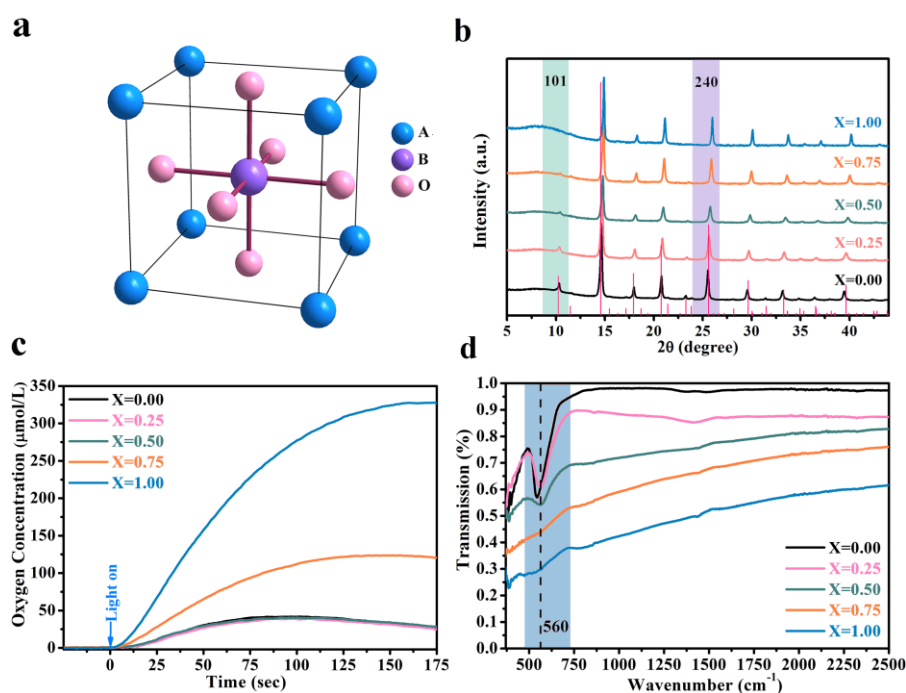 a
A
B
O
b
101
240
X=1.00
X=0.75
X=0.50
X=0.25
X=0.00
Intensity (a.u.)
5 10 15 20 25 30 35 40
2θ (degree)
c
350
300
250
200
150
100
50
0
X=0.00
X=0.25
X=0.50
X=0.75
X=1.00
Light on
Oxygen Concentration (μmol/L)
-25 0 25 50 75 100 125 150 175
Time (sec)
d
1.0
0.9
0.8
0.7
0.6
0.5
0.4
0.3
0.2
0.1
0.0
Transmission (%)
X=0.00
X=0.25
X=0.50
X=0.75
X=1.00
560
500 750 1000 1250 1500 1750 2000 2250 2500
Wavenumber (cm⁻¹)